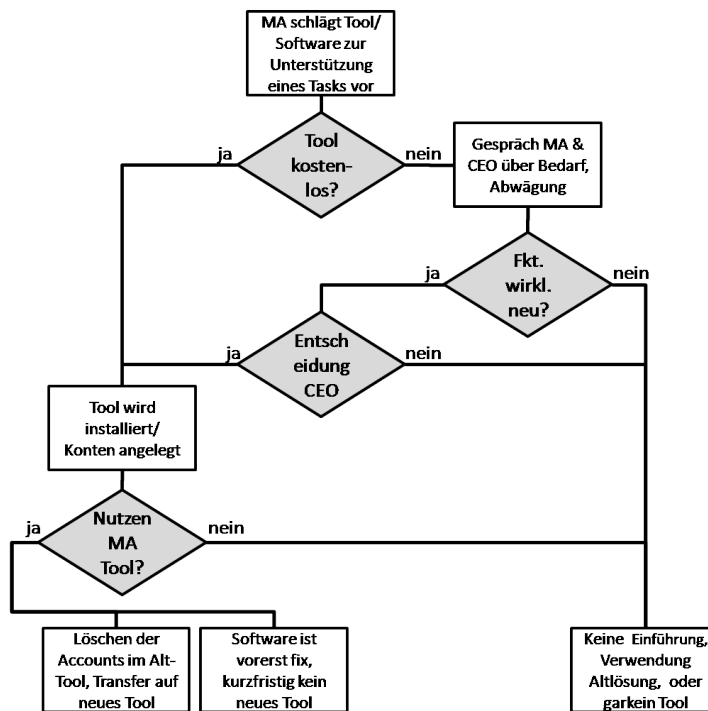 MA schlägt Tool/
Software zur
Unterstützung
eines Tasks vor
Tool
kosten-
los?
ja
nein
Gespräch MA &
CEO über Bedarf,
Abwägung
Fkt.
wirkl.
neu?
ja
nein
Entsch
eidung
CEO
ja
nein
Tool wird
installiert/
Konten angelegt
Nutzen
MA
Tool?
ja
nein
Löschen der
Accounts im Alt-
Tool, Transfer auf
neues Tool
Software ist
vorerst fix,
kurzfristig kein
neues Tool
Keine Einführung,
Verwendung
Altlösung, oder
garkein Tool